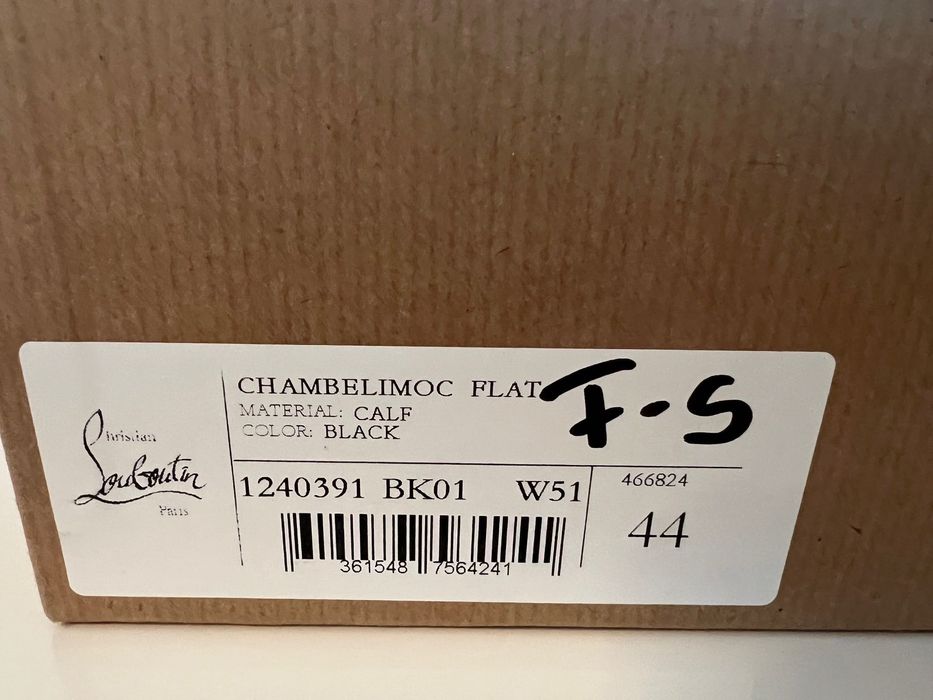 Christian
Louboutin
Paris
CHAMBELIMOC FLAT
MATERIAL: CALF
COLOR: BLACK
F-S
1240391 BK01 W51
466824
44
361548 7564241